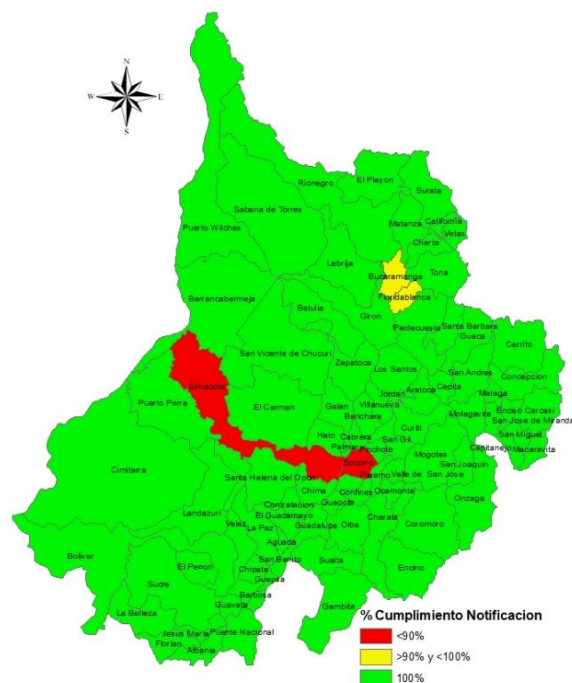 N
W E
S
El Playon
Rionegro
Surata
Sabana de Torres
Matanza
California
Vetas
Puerto Wilches
Charta
Lebrija
Bucaramanga
Tona
Barrancabermeja
Floridablanca
Betulia
Giron
Piedecuesta
Santa Barbara
Guaca
Cerrito
San Vicente de Chucuri
Zapatoca
Los Santos
San Andres
Concepcion
Simacota
Jordan
Aratoca
Cepita
Malaga
Puerto Parra
El Carmen
Galan
Villanueva
Barichara
Enciso
Carcasi
Molagavita
San Jose de Miranda
Hato
Cabrera
Curiti
San Miguel
Palmar
San Gil
Capitanejo
Macaravita
Pinchote
Mogotes
Socorro
San Joaquin
Cimitarra
Santa Helena del Opon
Paramo
Valle de San Jose
Chima
Confines
Ocamonte
Onzaga
Landazuri
Contratacion
Guapota
El Guacamayo
Charala
Velez
Guadalupe
Oiba
Coromoro
La Paz
Aguada
Bolivar
San Benito
Suaita
El Penon
Chipata
Encino
Sucre
Guepsa
Barbosa
Gambita
La Belleza
Guavata
Jesus Maria
Puente Nacional
Florian
Albania
% Cumplimiento Notificacion
<90%
>90% y <100%
100%